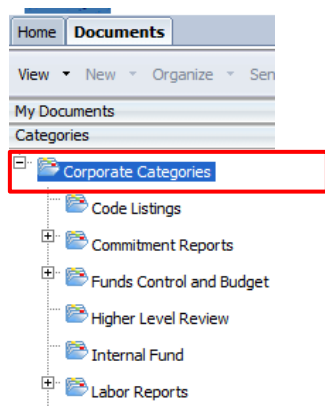 Home Documents
View New Organize Sen
My Documents
Categories
Corporate Categories
Code Listings
Commitment Reports
Funds Control and Budget
Higher Level Review
Internal Fund
Labor Reports